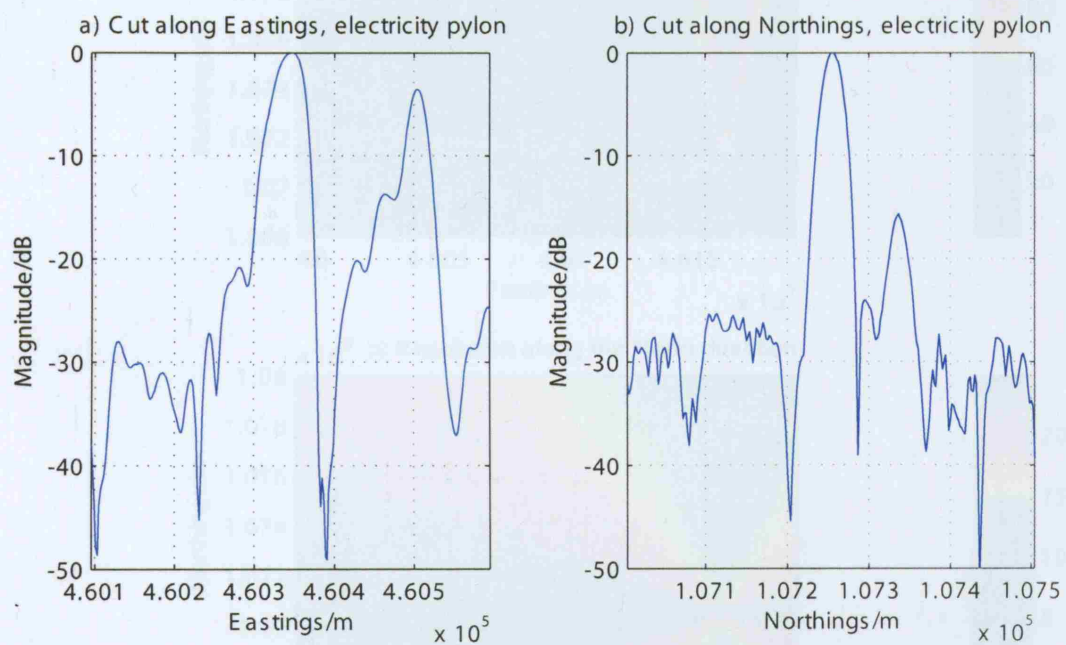 a) Cut along Eastings, electricity pylon
0
-10
-20
-30
-40
-50
Magnitude/dB
4.601 4.602 4.603 4.604 4.605
Eastings/m
x 10^5
b) Cut along Northings, electricity pylon
0
-10
-20
-30
-40
-50
Magnitude/dB
1.071 1.072 1.073 1.074 1.075
Northings/m
x 10^5